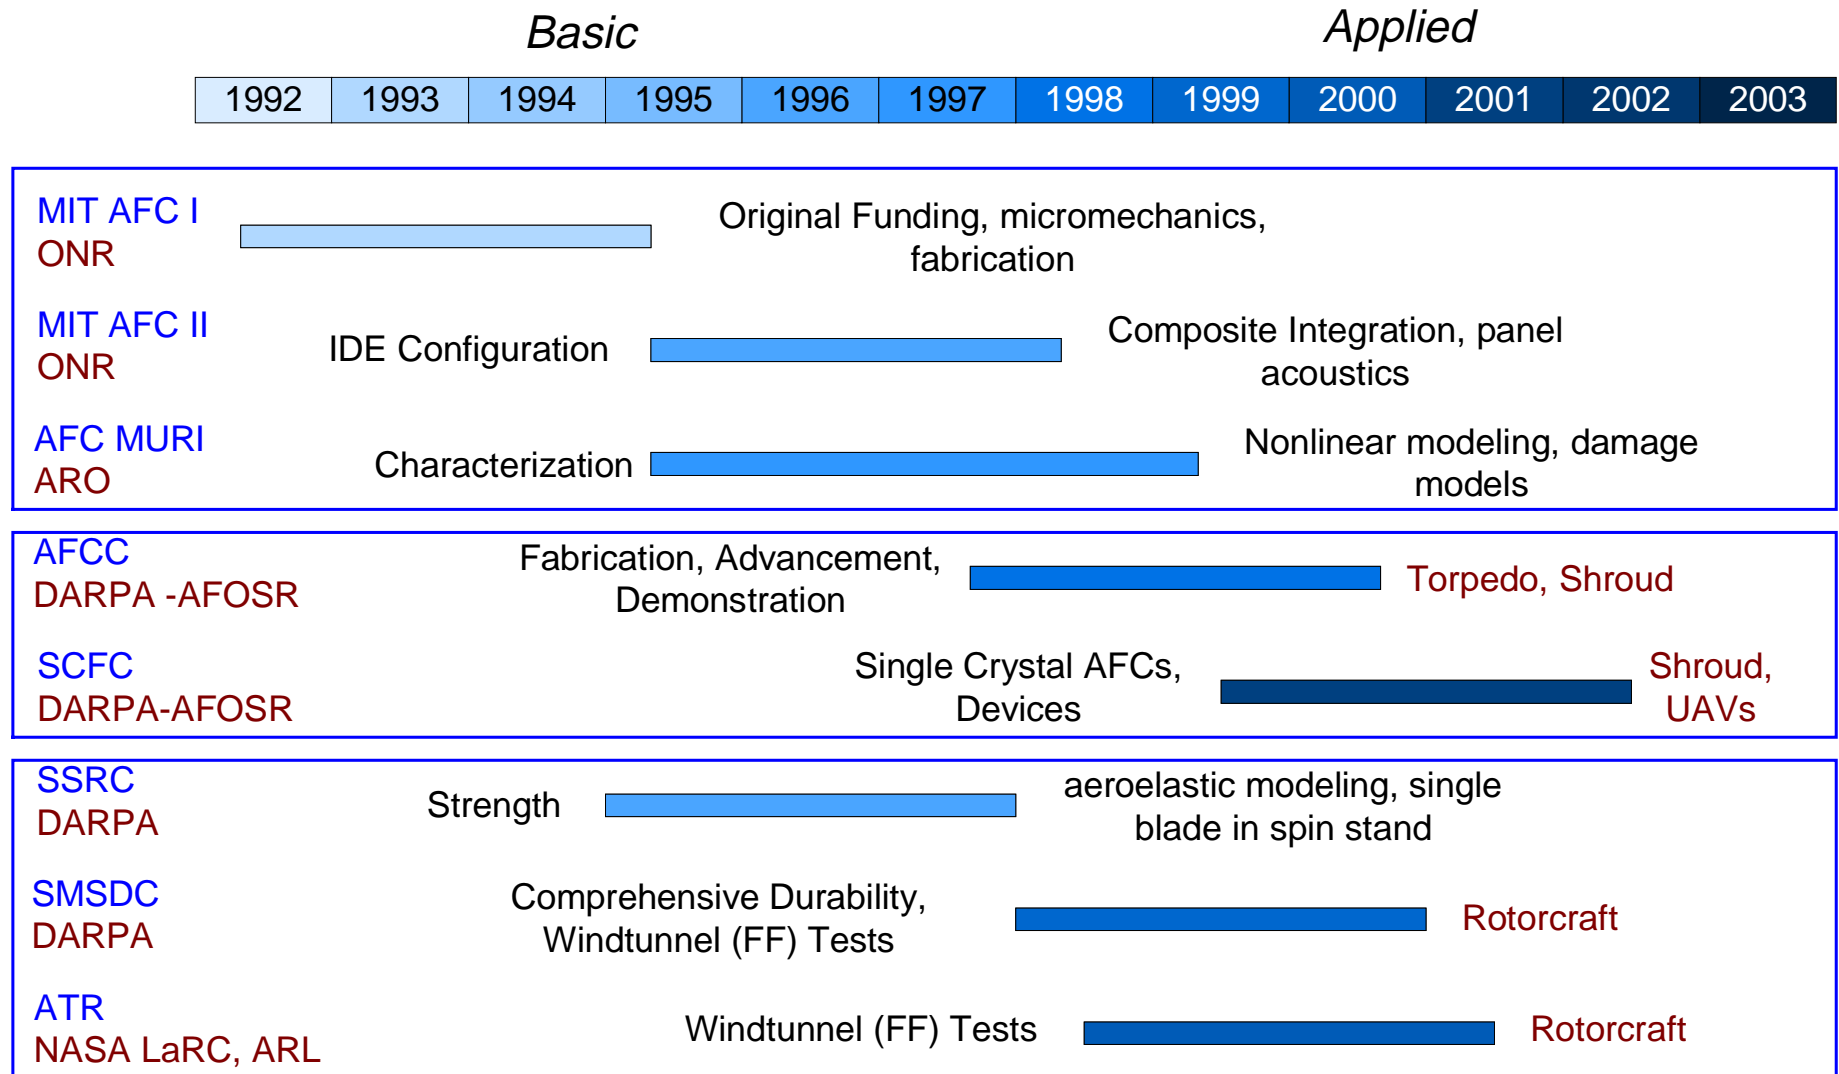 Basic
Applied
1992 1993 1994 1995 1996 1997 1998 1999 2000 2001 2002 2003
MIT AFC I
ONR
Original Funding, micromechanics,
fabrication
MIT AFC II
ONR
IDE Configuration
Composite Integration, panel
acoustics
AFC MURI
ARO
Characterization
Nonlinear modeling, damage
models
AFCC
DARPA -AFOSR
Fabrication, Advancement,
Demonstration
Torpedo, Shroud
SCFC
DARPA-AFOSR
Single Crystal AFCs,
Devices
Shroud,
UAVs
SSRC
DARPA
Strength
aeroelastic modeling, single
blade in spin stand
SMSDC
DARPA
Comprehensive Durability,
Windtunnel (FF) Tests
Rotorcraft
ATR
NASA LaRC, ARL
Windtunnel (FF) Tests
Rotorcraft